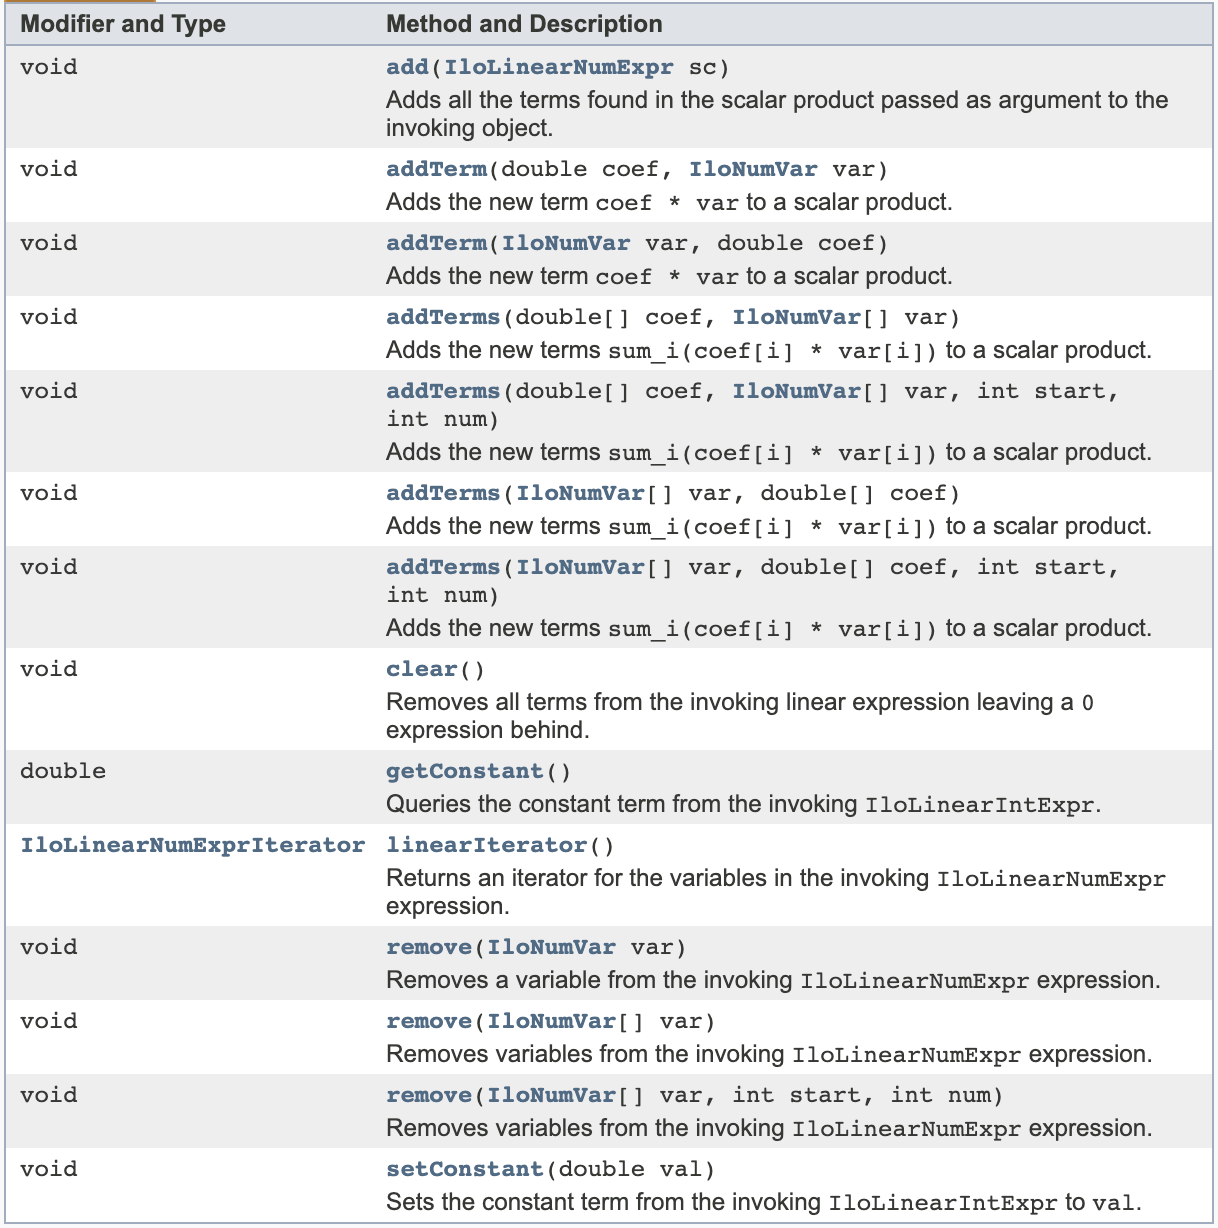 Modifier and Type Method and Description
void add(IloLinearNumExpr sc)
Adds all the terms found in the scalar product passed as argument to the
invoking object.
void addTerm(double coef, IloNumVar var)
Adds the new term coef * var to a scalar product.
void addTerm(IloNumVar var, double coef)
Adds the new term coef * var to a scalar product.
void addTerms(double[] coef, IloNumVar[] var)
Adds the new terms sum_i(coef[i] * var[i]) to a scalar product.
void addTerms(double[] coef, IloNumVar[] var, int start,
int num)
Adds the new terms sum_i(coef[i] * var[i]) to a scalar product.
void addTerms(IloNumVar[] var, double[] coef)
Adds the new terms sum_i(coef[i] * var[i]) to a scalar product.
void addTerms(IloNumVar[] var, double[] coef, int start,
int num)
Adds the new terms sum_i(coef[i] * var[i]) to a scalar product.
void clear()
Removes all terms from the invoking linear expression leaving a 0
expression behind.
double getConstant()
Queries the constant term from the invoking IloLinearIntExpr.
IloLinearNumExprIterator linearIterator()
Returns an iterator for the variables in the invoking IloLinearNumExpr
expression.
void remove(IloNumVar var)
Removes a variable from the invoking IloLinearNumExpr expression.
void remove(IloNumVar[] var)
Removes variables from the invoking IloLinearNumExpr expression.
void remove(IloNumVar[] var, int start, int num)
Removes variables from the invoking IloLinearNumExpr expression.
void setConstant(double val)
Sets the constant term from the invoking IloLinearIntExpr to val.